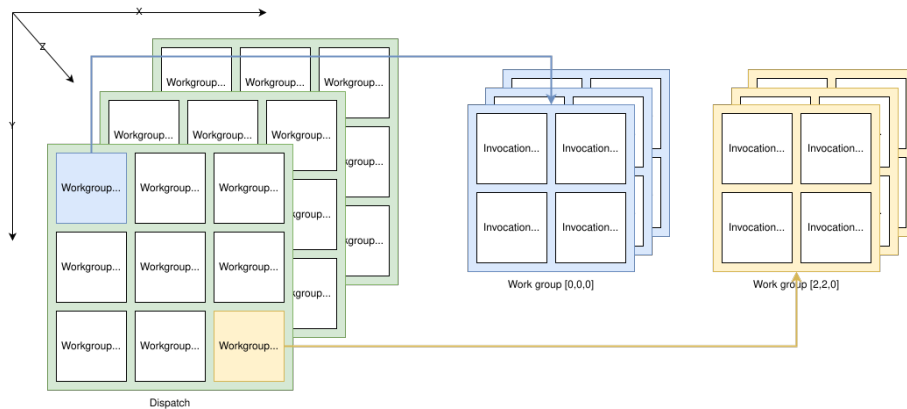 X
Z
Workgroup... Workgroup... Workgroup...
Y
Workgroup... Workgroup... Workgroup...
Invocation... Invocation... Invocation... Invocation...
Workgroup... Workgroup... Workgroup...
Invocation... Invocation... Invocation... Invocation...
Workgroup... Workgroup... Workgroup...
Work group [0,0,0] Work group [2,2,0]
Workgroup... Workgroup... Workgroup...
Dispatch